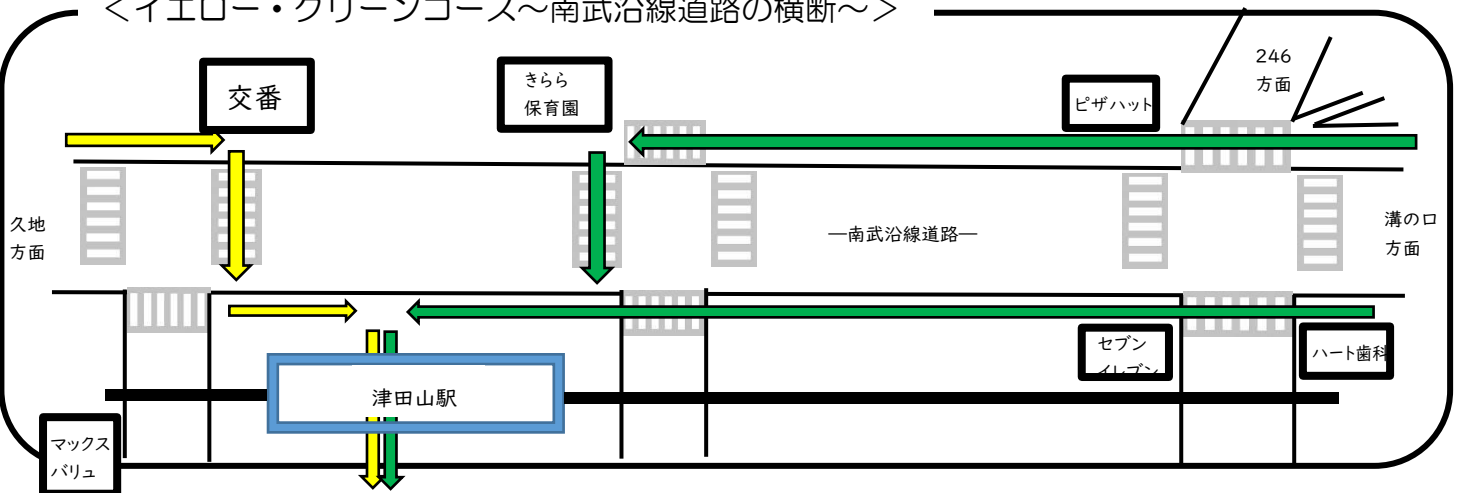 ＜イエロー・グリーンコース～南武沿線道路の横断～＞
246
方面
きらら
保育園
交番
ピザハット
久地
方面
―南武沿線道路―
溝の口
方面
セブン
イレブン
ハート歯科
津田山駅
マックス
バリュ